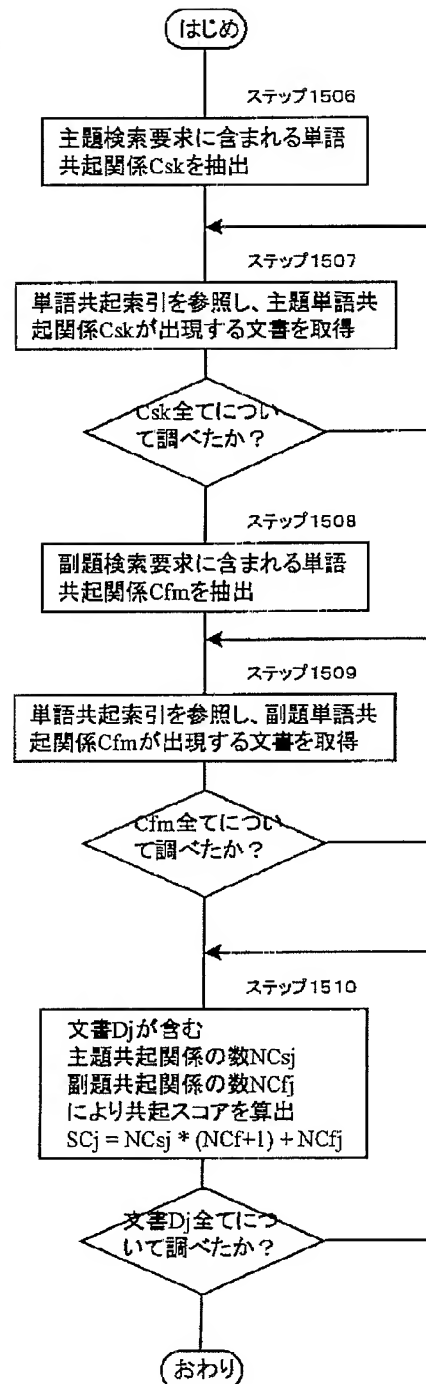 はじめ
ステップ1506
主題検索要求に含まれる単語
共起関係Cskを抽出
ステップ1507
単語共起索引を参照し、主題単語共
起関係Cskが出現する文書を取得
Csk全てについ
て調べたか？
ステップ1508
副題検索要求に含まれる単語
共起関係Cfmを抽出
ステップ1509
単語共起索引を参照し、副題単語共
起関係Cfmが出現する文書を取得
Cfm全てについ
て調べたか？
ステップ1510
文書Djが含む
主題共起関係の数NCsj
副題共起関係の数NCfj
により共起スコアを算出
SCj = NCsj * (NCf+1) + NCfj
文書Dj全てにつ
いて調べたか？
おわり